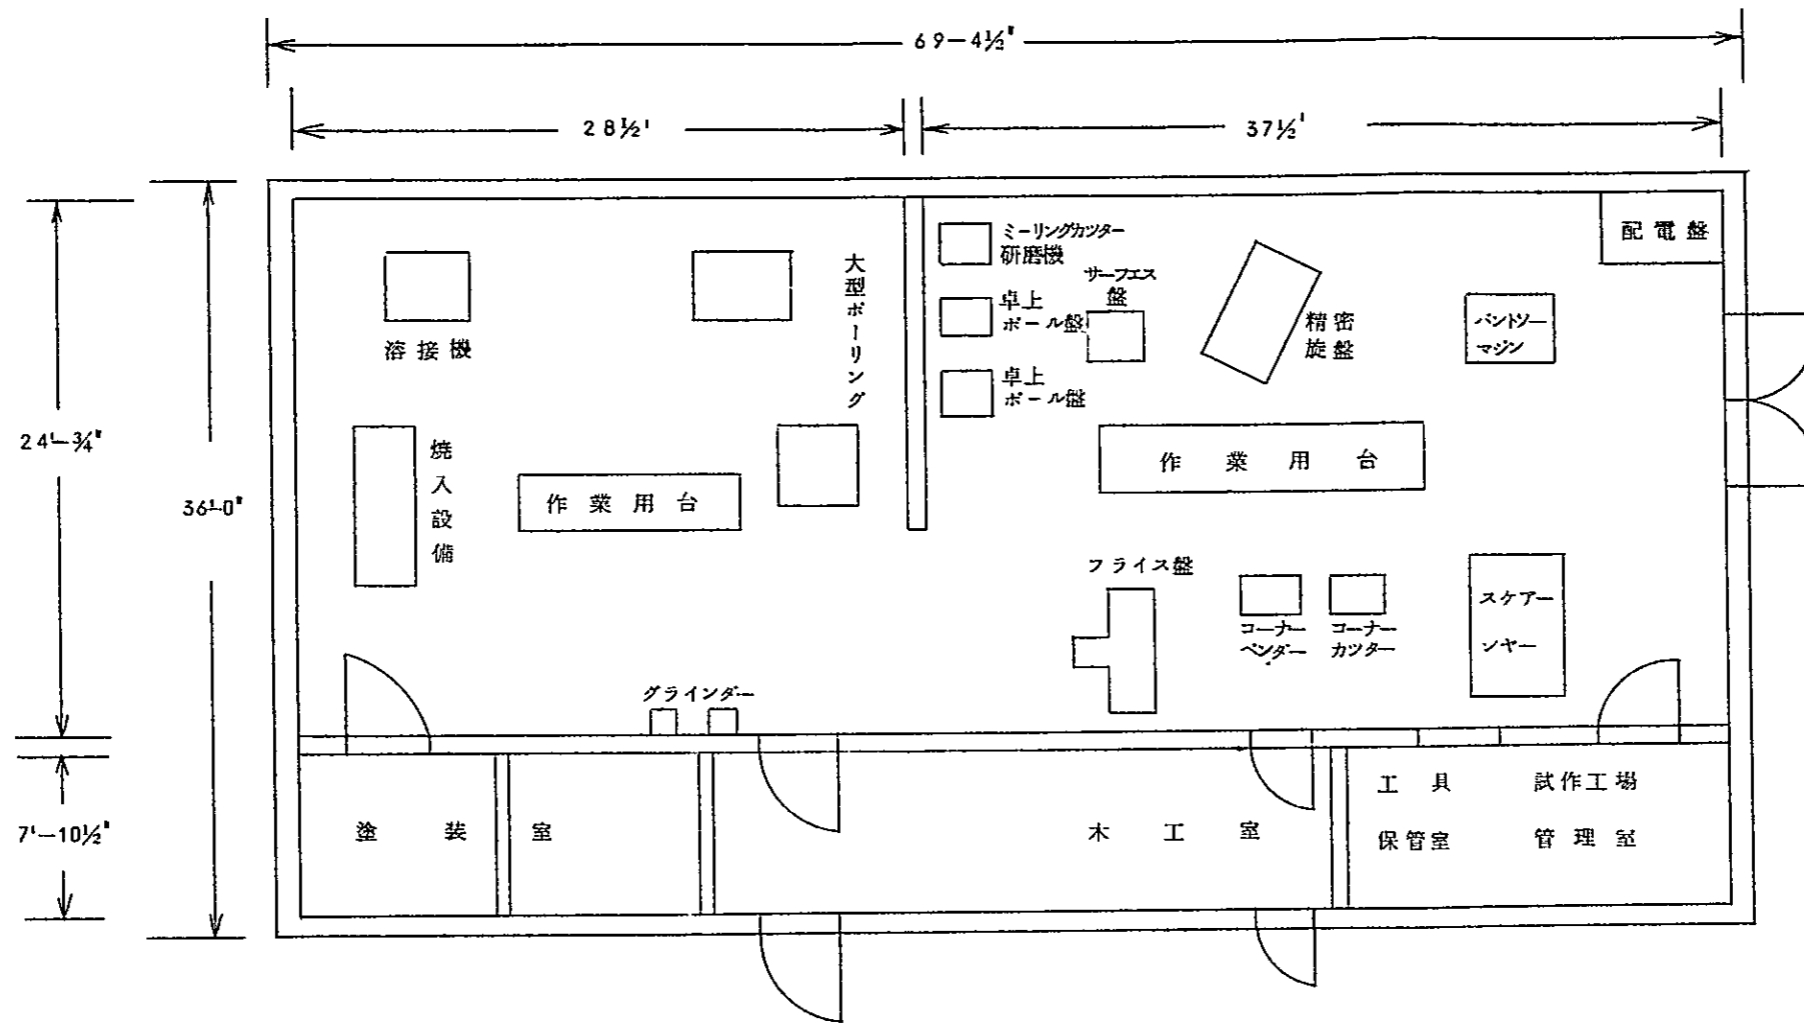 69-4½"
28½'
37½'
24'-¾"
36'-0"
7'-10½"
溶接機
大型ボーリング
焼入設備
作業用台
グラインダー
ミーリングカツター
研磨機
卓上
ボール盤
卓上
ボール盤
サーフエス
盤
精密
旋盤
配電盤
バントソー
マジン
作業用台
フライス盤
コーナー
ベンダー
コーナー
カツター
スケアー
シヤー
塗装室
木工室
工具
保管室
試作工場
管理室